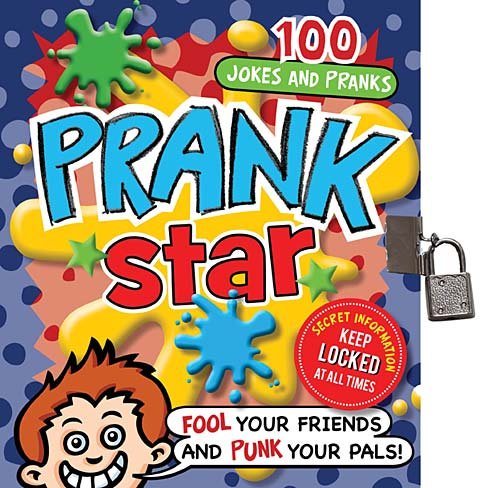 100
JOKES AND PRANKS
PRANK
star
SECRET INFORMATION
KEEP
LOCKED
AT ALL TIMES
FOOL YOUR FRIENDS
AND PUNK YOUR PALS!